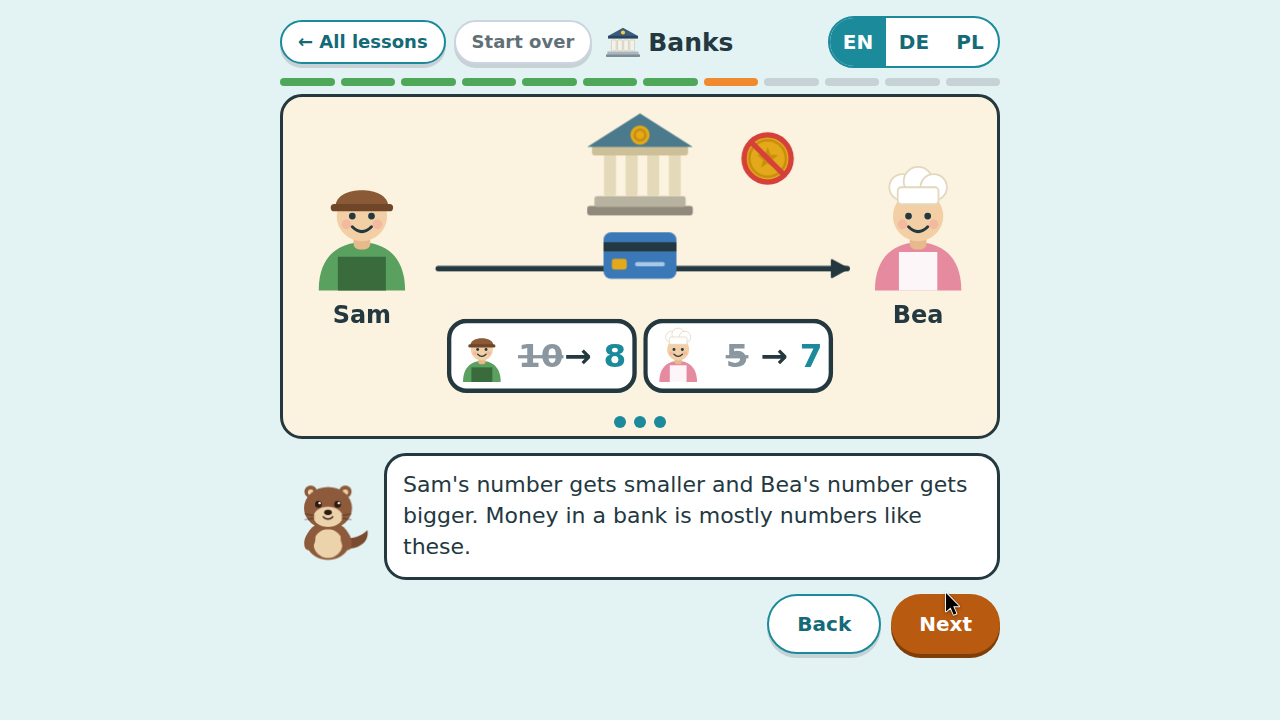 ← All lessons
Start over
Banks
EN
DE
PL
Sam
Bea
10 → 8
5 → 7
Sam's number gets smaller and Bea's number gets
bigger. Money in a bank is mostly numbers like
these.
Back
Next